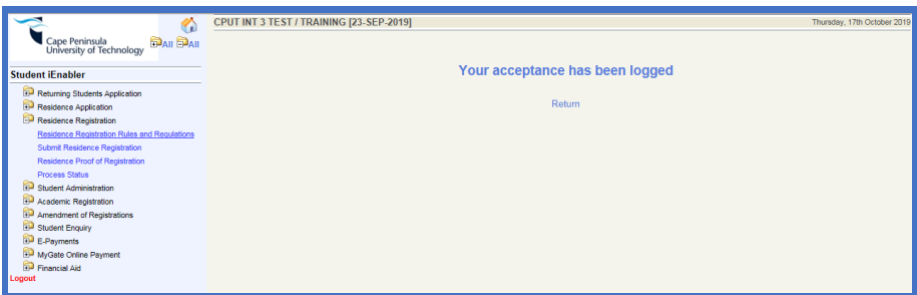 Cape Peninsula
University of Technology
All All
Student iEnabler
Returning Students Application
Residence Application
Residence Registration
Residence Registration Rules and Regulations
Submit Residence Registration
Residence Proof of Registration
Process Status
Student Administration
Academic Registration
Amendment of Registrations
Student Enquiry
E-Payments
MyGate Online Payment
Financial Aid
Logout
CPUT INT 3 TEST / TRAINING [23-SEP-2019]
Thursday, 17th October 2019
Your acceptance has been logged
Return